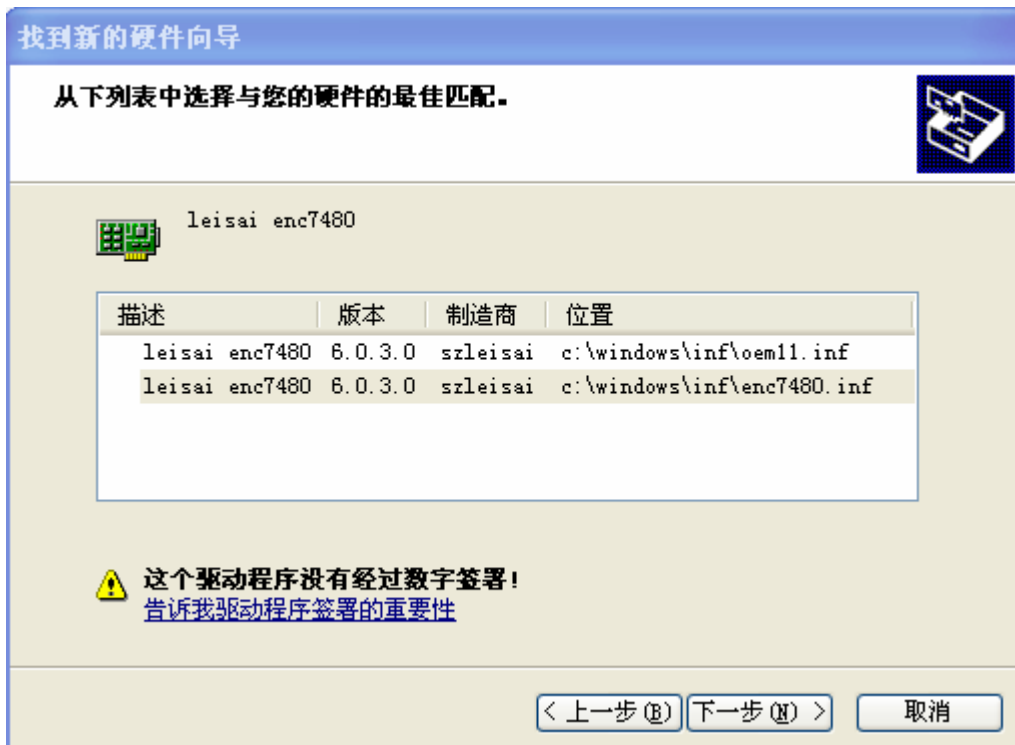 找到新的硬件向导
从下列表中选择与您的硬件的最佳匹配。
leisai enc7480
描述 版本 制造商 位置
leisai enc7480 6.0.3.0 szleisai c:\windows\inf\oem11.inf
leisai enc7480 6.0.3.0 szleisai c:\windows\inf\enc7480.inf
这个驱动程序没有经过数字签署!
告诉我驱动程序签署的重要性
< 上一步(B) 下一步(N) > 取消